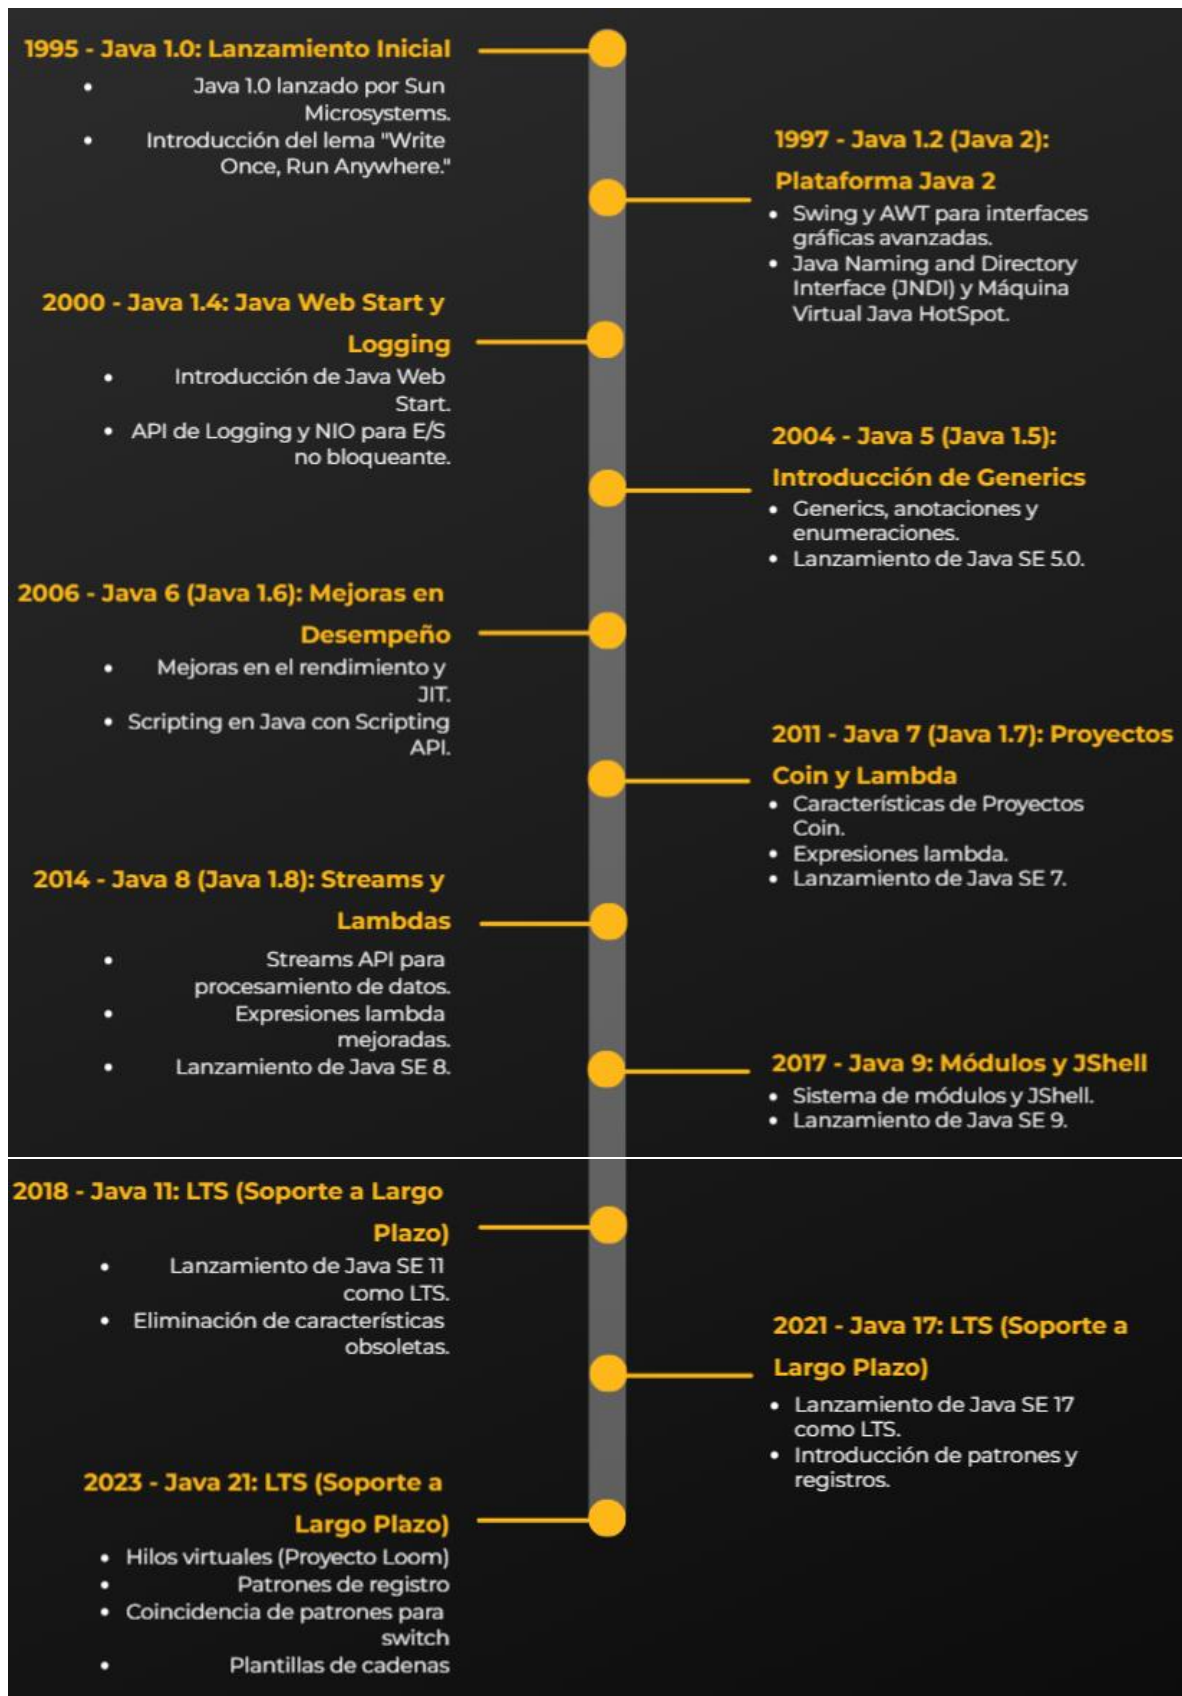 1995 - Java 1.0: Lanzamiento Inicial
• Java 1.0 lanzado por Sun
Microsystems.
• Introducción del lema "Write
Once, Run Anywhere."
1997 - Java 1.2 (Java 2):
Plataforma Java 2
• Swing y AWT para interfaces
gráficas avanzadas.
• Java Naming and Directory
Interface (JNDI) y Máquina
Virtual Java HotSpot.
2000 - Java 1.4: Java Web Start y
Logging
• Introducción de Java Web
Start.
• API de Logging y NIO para E/S
no bloqueante.
2004 - Java 5 (Java 1.5):
Introducción de Generics
• Generics, anotaciones y
enumeraciones.
• Lanzamiento de Java SE 5.0.
2006 - Java 6 (Java 1.6): Mejoras en
Desempeño
• Mejoras en el rendimiento y
JIT.
• Scripting en Java con Scripting
API.
2011 - Java 7 (Java 1.7): Proyectos
Coin y Lambda
• Características de Proyectos
Coin.
• Expresiones lambda.
• Lanzamiento de Java SE 7.
2014 - Java 8 (Java 1.8): Streams y
Lambdas
• Streams API para
procesamiento de datos.
• Expresiones lambda
mejoradas.
• Lanzamiento de Java SE 8.
2017 - Java 9: Módulos y JShell
• Sistema de módulos y JShell.
• Lanzamiento de Java SE 9.
2018 - Java 11: LTS (Soporte a Largo
Plazo)
• Lanzamiento de Java SE 11
como LTS.
• Eliminación de características
obsoletas.
2021 - Java 17: LTS (Soporte a
Largo Plazo)
• Lanzamiento de Java SE 17
como LTS.
• Introducción de patrones y
registros.
2023 - Java 21: LTS (Soporte a
Largo Plazo)
• Hilos virtuales (Proyecto Loom)
• Patrones de registro
• Coincidencia de patrones para
switch
• Plantillas de cadenas